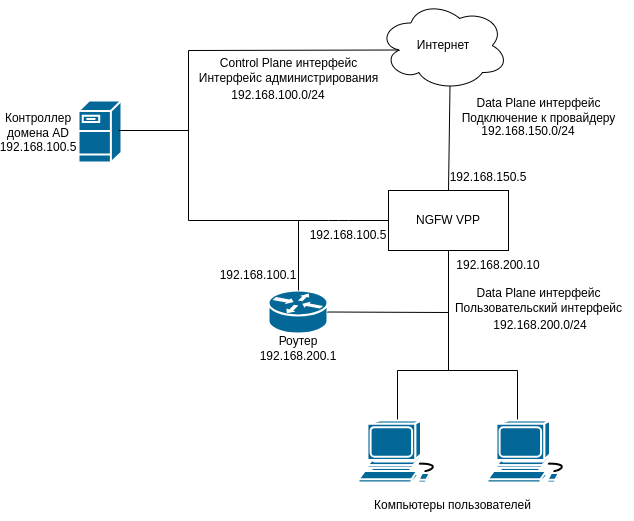 Интернет
Control Plane интерфейс
Интерфейс администрирования
192.168.100.0/24
Контроллер
домена AD
192.168.100.5
Data Plane интерфейс
Подключение к провайдеру
192.168.150.0/24
192.168.150.5
NGFW VPP
192.168.100.5
192.168.200.10
192.168.100.1
Data Plane интерфейс
Пользовательский интерфейс
192.168.200.0/24
Роутер
192.168.200.1
Компьютеры пользователей